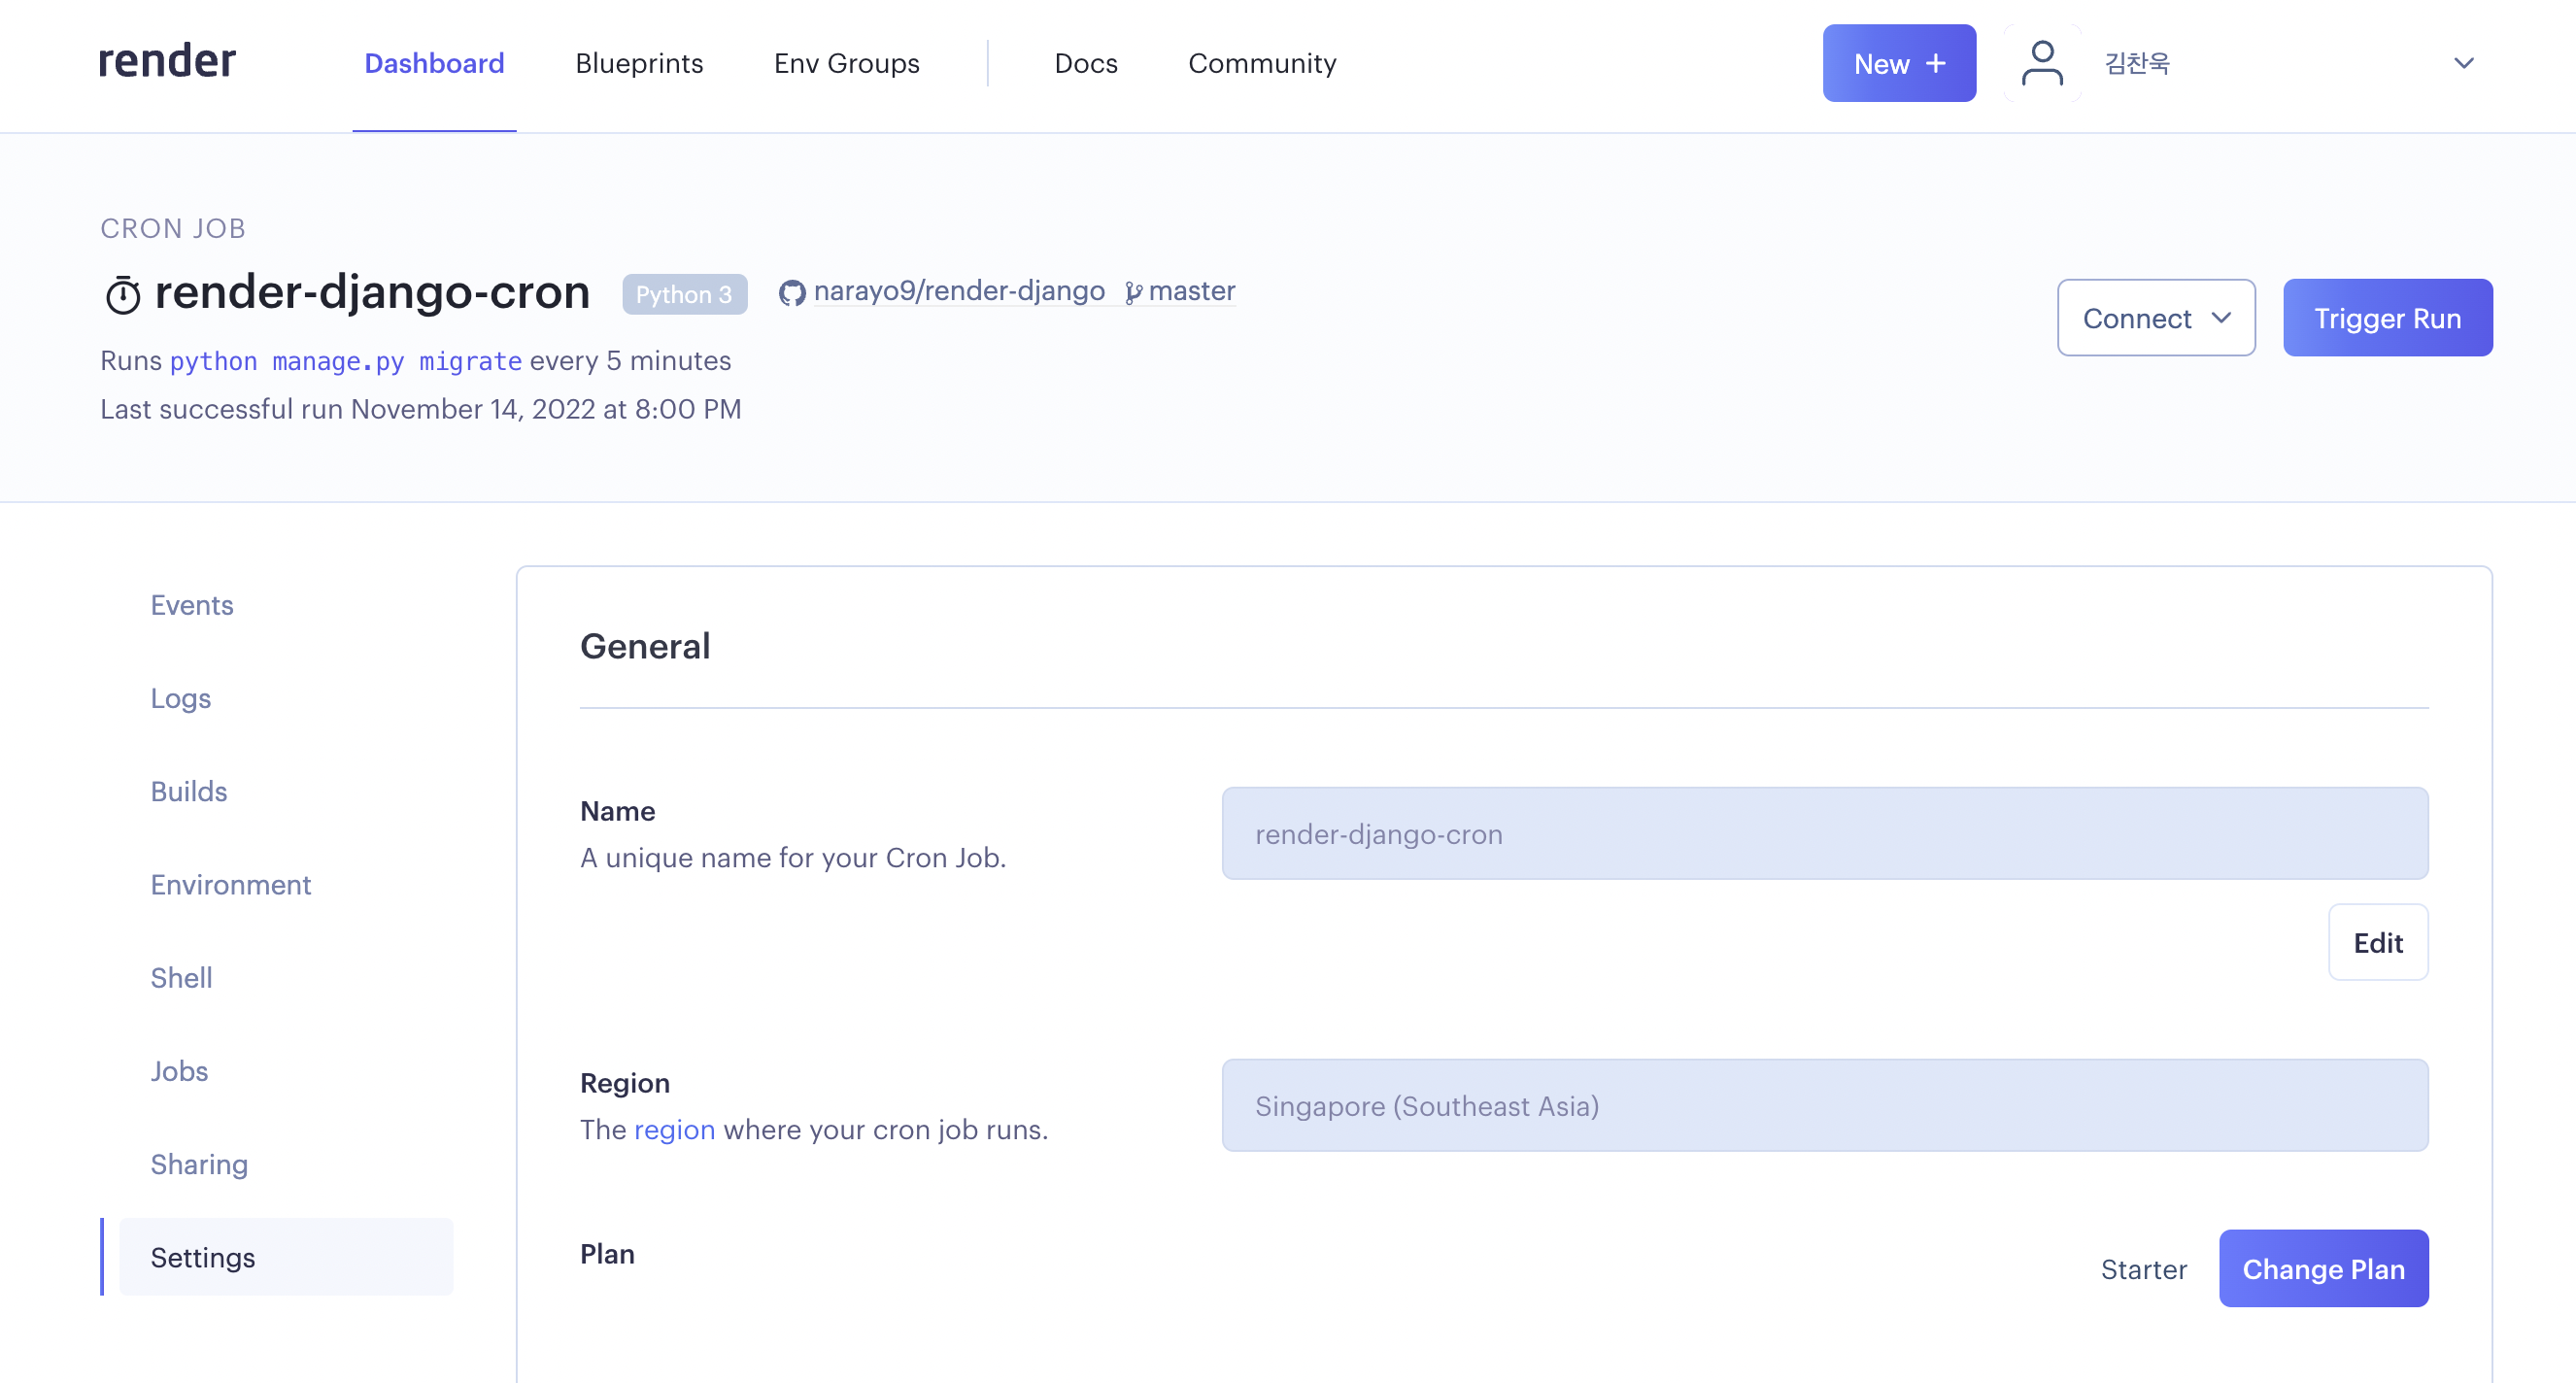 render Dashboard Blueprints Env Groups Docs Community New + 김찬욱
CRON JOB
render-django-cron Python 3 narayo9/render-django master
Connect Trigger Run
Runs python manage.py migrate every 5 minutes
Last successful run November 14, 2022 at 8:00 PM
Events
Logs
Builds
Environment
Shell
Jobs
Sharing
Settings
General
Name
A unique name for your Cron Job.
render-django-cron
Edit
Region
The region where your cron job runs.
Singapore (Southeast Asia)
Plan
Starter Change Plan